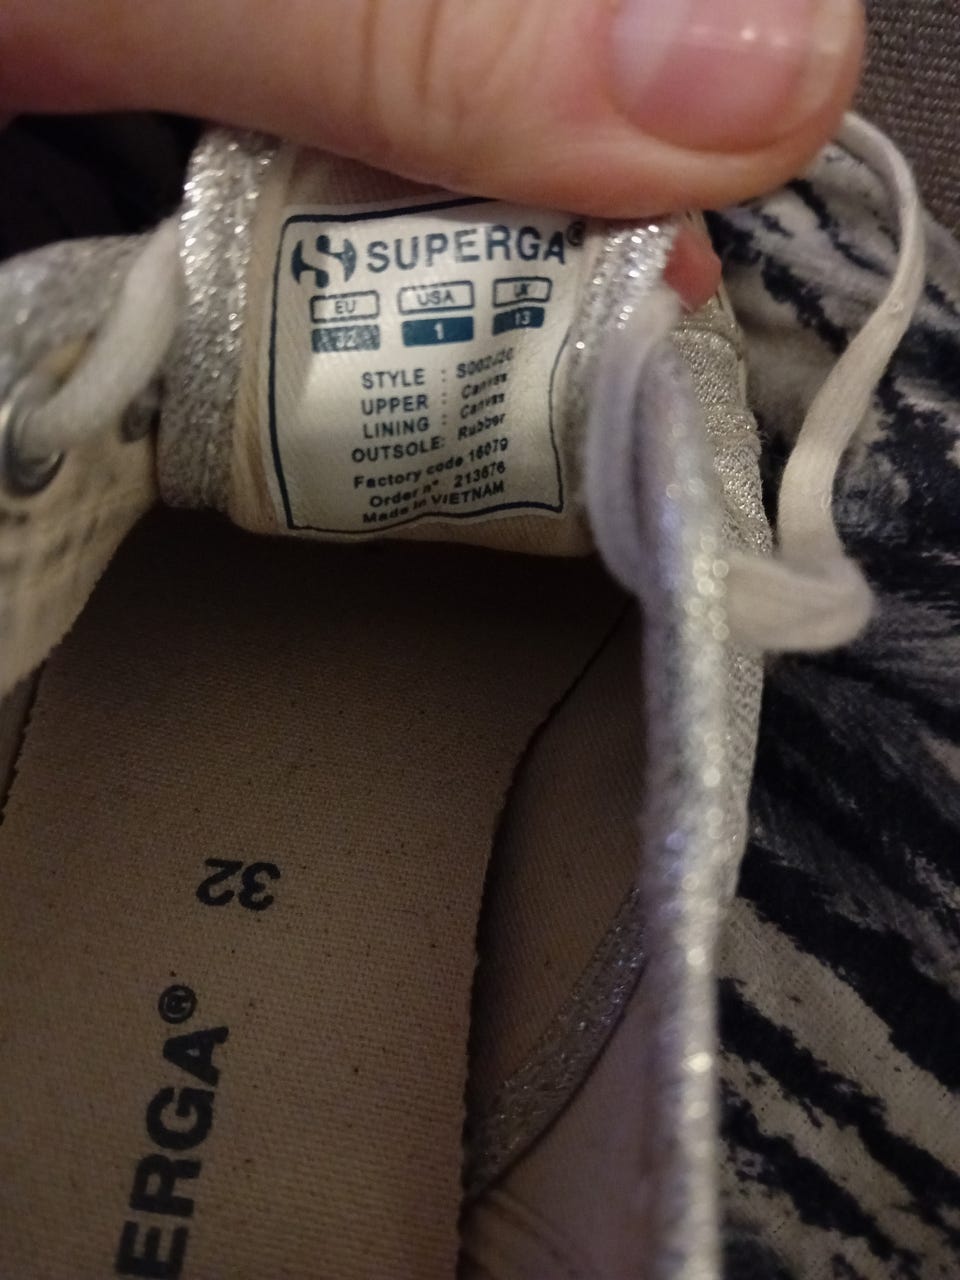 SUPERGA®
EU USA UK
32 1 13
STYLE :
UPPER : Canvas
LINING : Canvas
OUTSOLE: Rubber
Factory code 16079
Order n° 213676
Made in VIETNAM
32
ERGA®